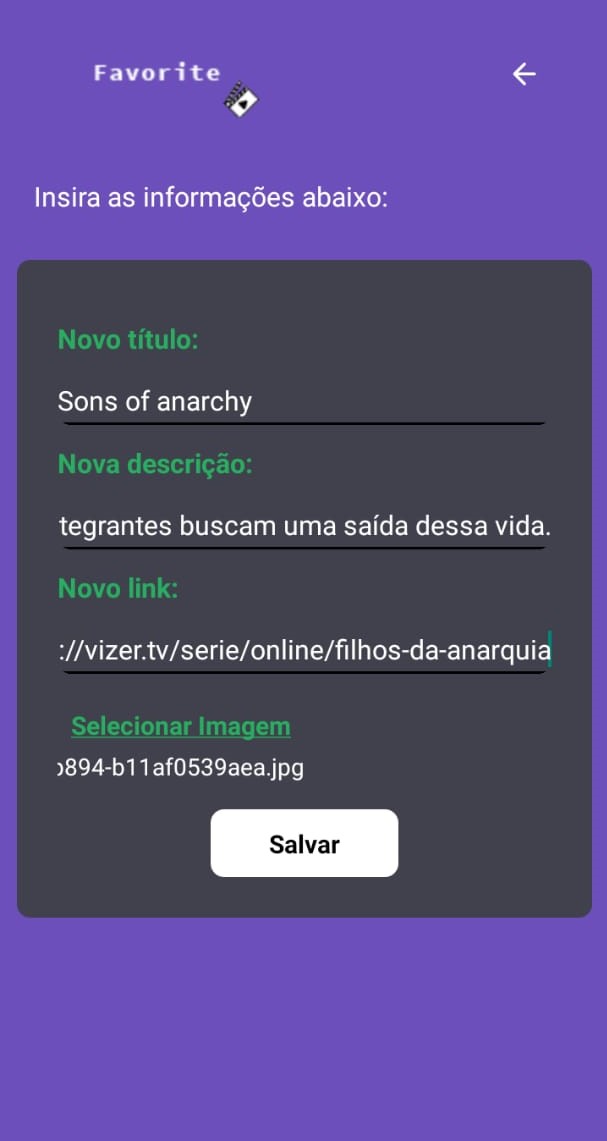 Favorite
Insira as informações abaixo:
Novo título:
Sons of anarchy
Nova descrição:
tegrantes buscam uma saída dessa vida.
Novo link:
://vizer.tv/serie/online/filhos-da-anarquia
Selecionar Imagem
b894-b11af0539aea.jpg
Salvar